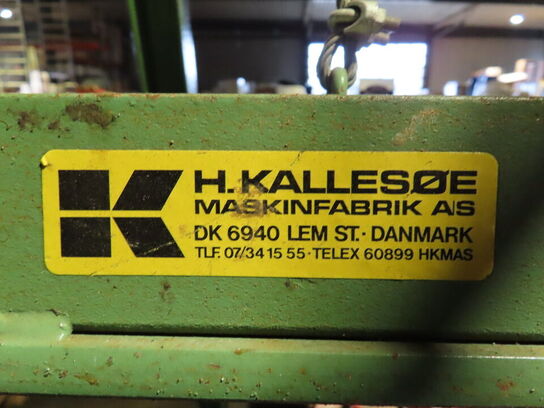 H. KALLESØE
MASKINFABRIK A/S
DK 6940 LEM ST. · DANMARK
TLF. 07/34 15 55 · TELEX 60899 HKMAS